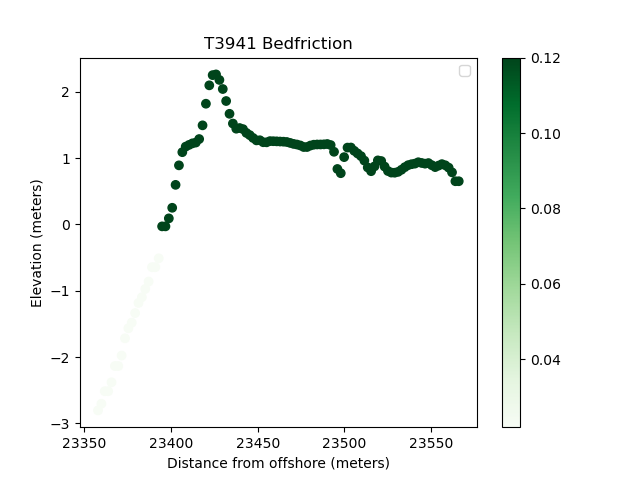 T3941 Bedfriction
Elevation (meters)
2
1
0
−1
−2
−3
23350 23400 23450 23500 23550
Distance from offshore (meters)
0.12
0.10
0.08
0.06
0.04